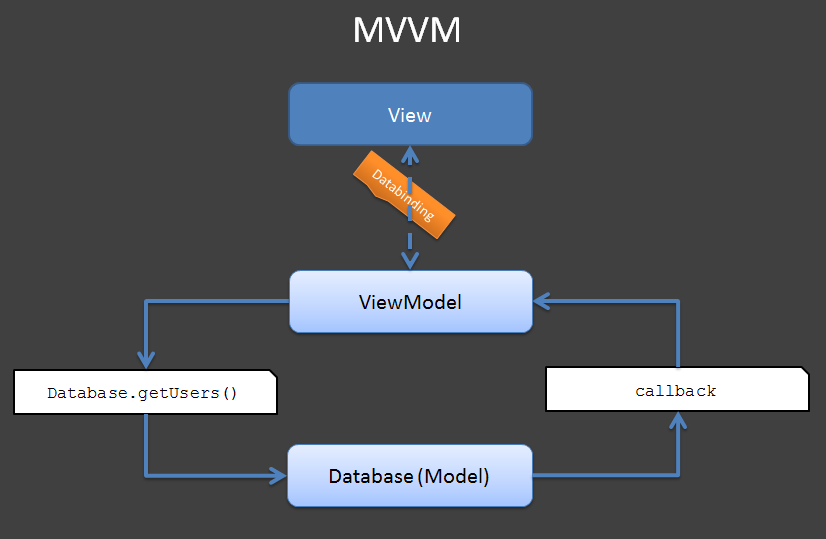 MVVM
View
Databinding
ViewModel
Database.getUsers()
callback
Database (Model)